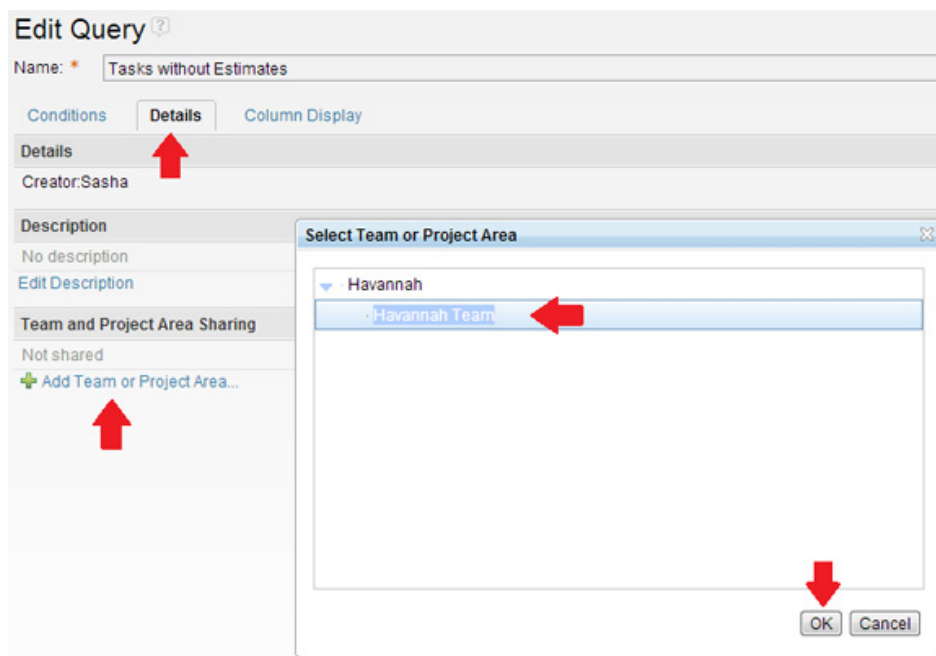 Edit Query ?
Name: * Tasks without Estimates
Conditions Details Column Display
Details
Creator:Sasha
Description
No description
Edit Description
Team and Project Area Sharing
Not shared
Add Team or Project Area...
Select Team or Project Area
Havannah
Havannah Team
OK Cancel